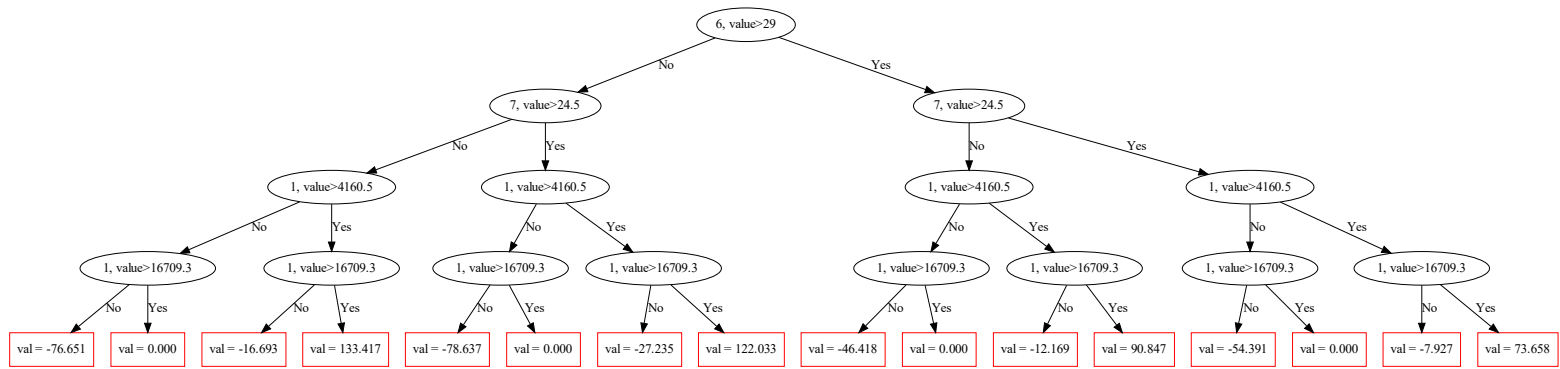 6, value>29
No
Yes
7, value>24.5
7, value>24.5
No
Yes
No
Yes
1, value>4160.5
1, value>4160.5
1, value>4160.5
1, value>4160.5
No
Yes
No
Yes
No
Yes
No
Yes
1, value>16709.3
1, value>16709.3
1, value>16709.3
1, value>16709.3
1, value>16709.3
1, value>16709.3
1, value>16709.3
1, value>16709.3
No
Yes
No
Yes
No
Yes
No
Yes
No
Yes
No
Yes
No
Yes
No
Yes
val = -76.651
val = 0.000
val = -16.693
val = 133.417
val = -78.637
val = 0.000
val = -27.235
val = 122.033
val = -46.418
val = 0.000
val = -12.169
val = 90.847
val = -54.391
val = 0.000
val = -7.927
val = 73.658